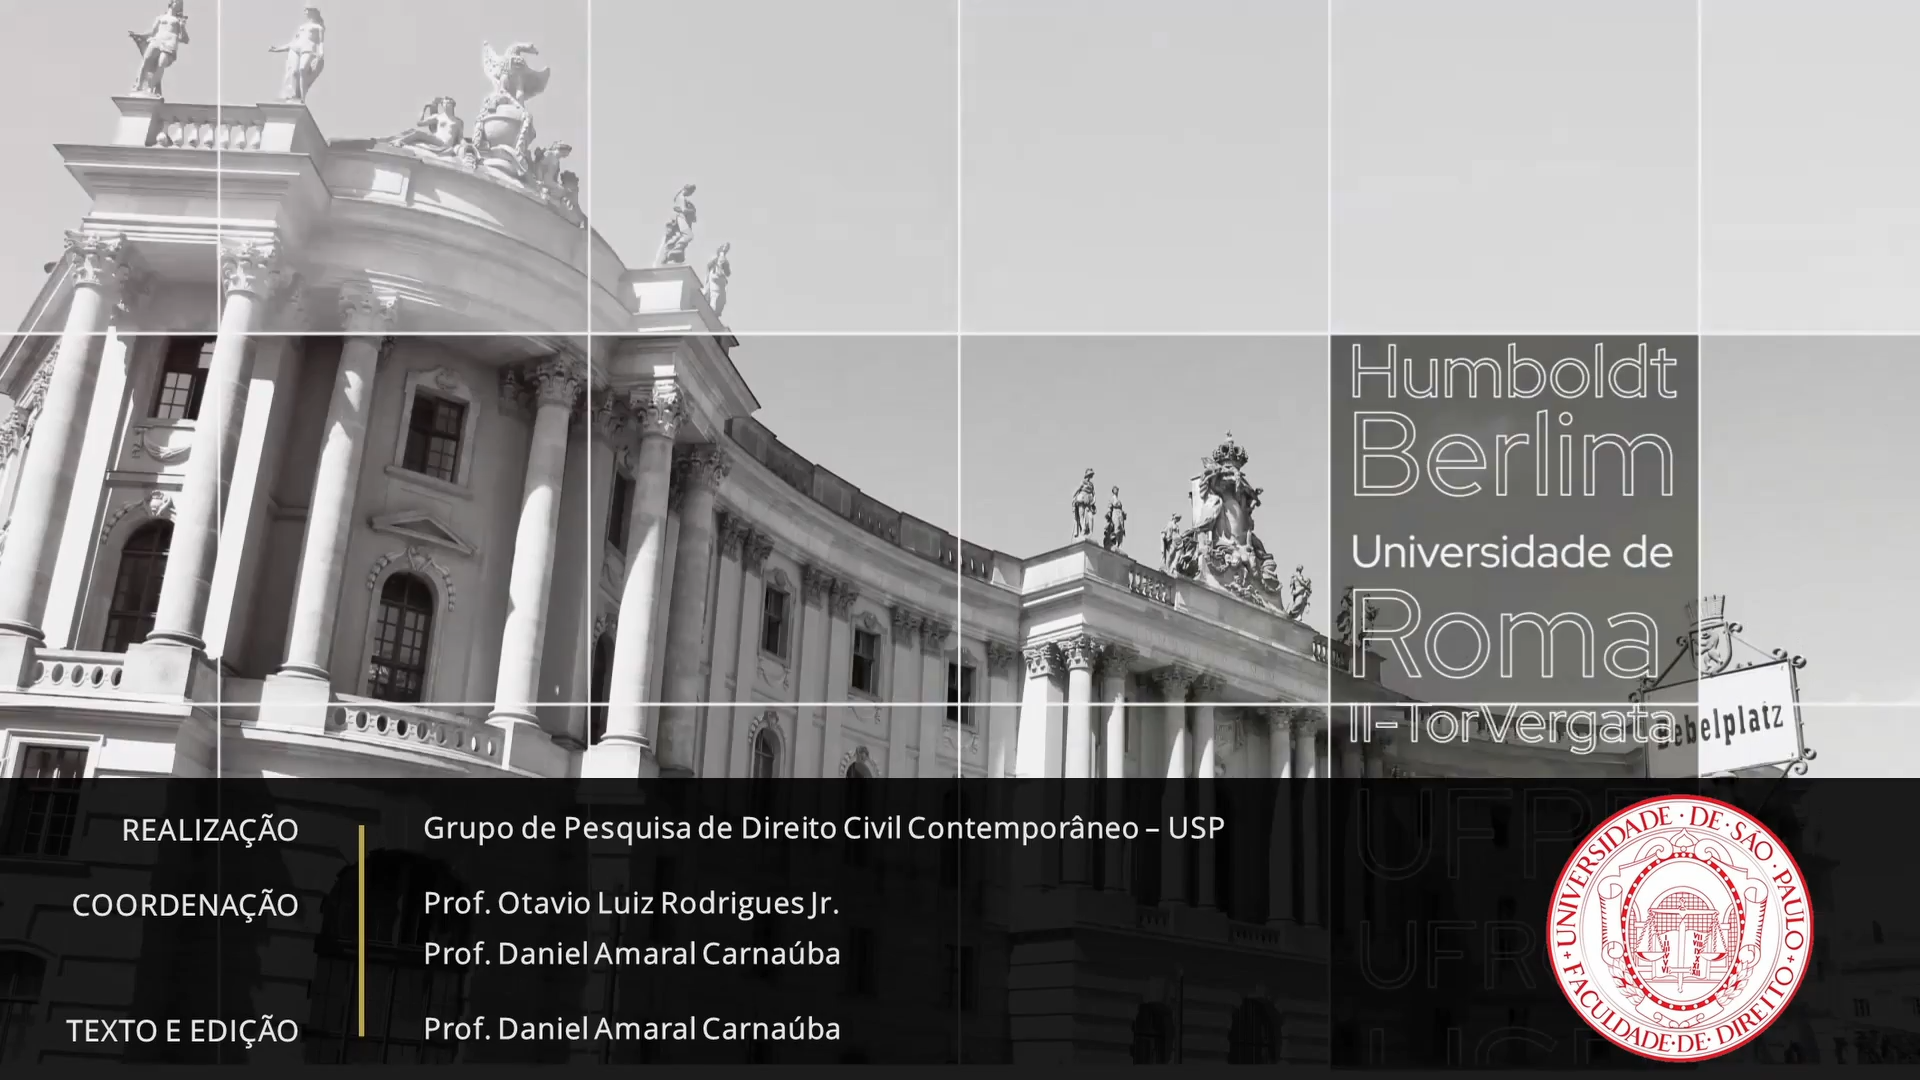 Humboldt
Berlim
Universidade de
Roma
II-TorVergata
ebelplatz
UFPE
UFR
REALIZAÇÃO
Grupo de Pesquisa de Direito Civil Contemporâneo – USP
COORDENAÇÃO
Prof. Otavio Luiz Rodrigues Jr.
Prof. Daniel Amaral Carnaúba
TEXTO E EDIÇÃO
Prof. Daniel Amaral Carnaúba
UNIVERSIDADE · DE · SÃO · PAULO
FACULDADE · DE · DIREITO